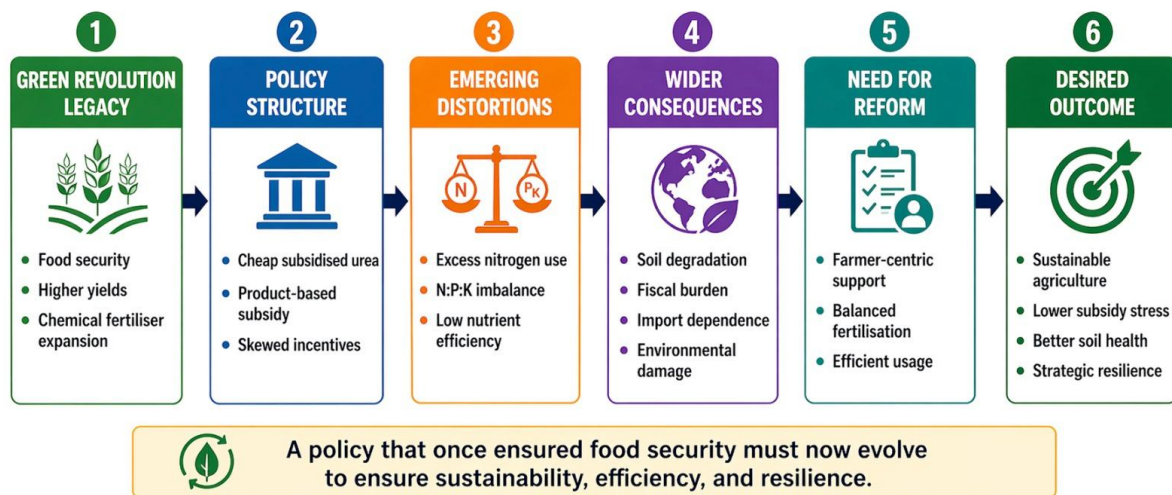 1
GREEN REVOLUTION
LEGACY
Food security
Higher yields
Chemical fertiliser
expansion
2
POLICY
STRUCTURE
Cheap subsidised urea
Product-based
subsidy
Skewed incentives
3
EMERGING
DISTORTIONS
N
PK
Excess nitrogen use
N:P:K imbalance
Low nutrient
efficiency
4
WIDER
CONSEQUENCES
Soil degradation
Fiscal burden
Import dependence
Environmental
damage
5
NEED FOR
REFORM
Farmer-centric
support
Balanced
fertilisation
Efficient usage
6
DESIRED
OUTCOME
Sustainable
agriculture
Lower subsidy stress
Better soil health
Strategic resilience
A policy that once ensured food security must now evolve
to ensure sustainability, efficiency, and resilience.